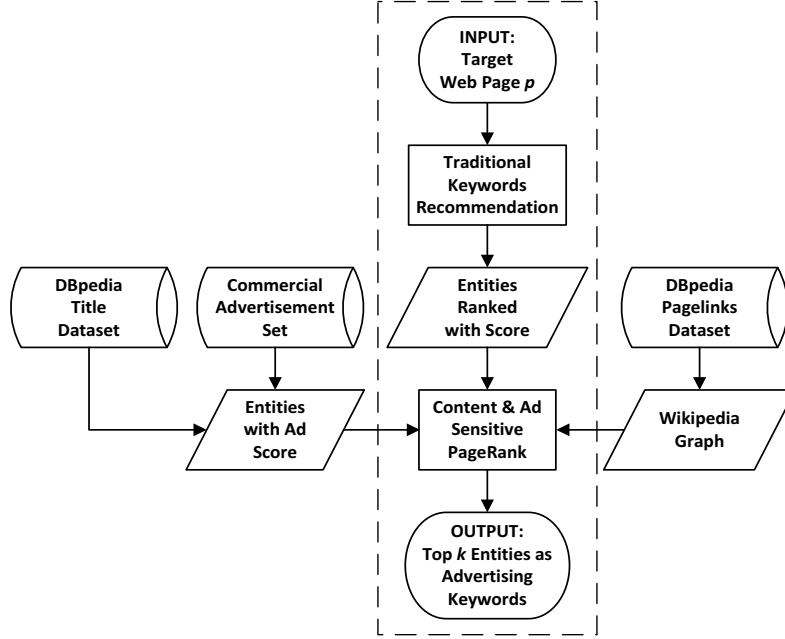 INPUT:
Target
Web Page p
Traditional
Keywords
Recommendation
DBpedia
Title
Dataset
Commercial
Advertisement
Set
Entities
Ranked
with Score
DBpedia
Pagelinks
Dataset
Entities
with Ad
Score
Content & Ad
Sensitive
PageRank
Wikipedia
Graph
OUTPUT:
Top k Entities as
Advertising
Keywords